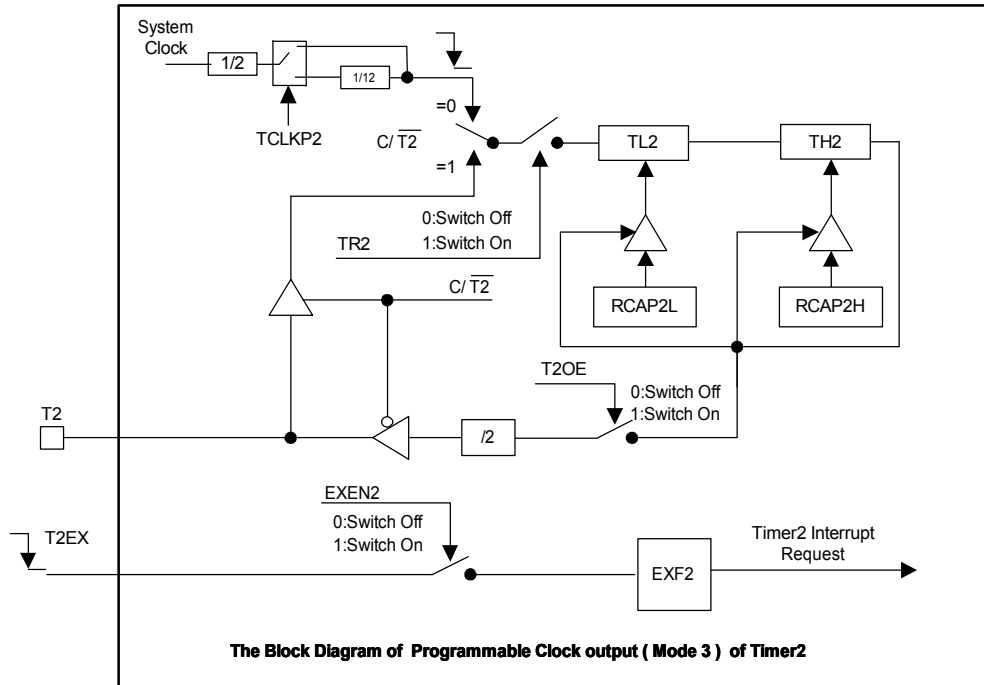 System
Clock
1/2
1/12
TCLKP2
=0
C/ T2
=1
TL2
TH2
0:Switch Off
1:Switch On
TR2
C/ T2
RCAP2L
RCAP2H
T2OE
0:Switch Off
1:Switch On
T2
/2
EXEN2
0:Switch Off
1:Switch On
T2EX
EXF2
Timer2 Interrupt
Request
The Block Diagram of Programmable Clock output ( Mode 3 ) of Timer2